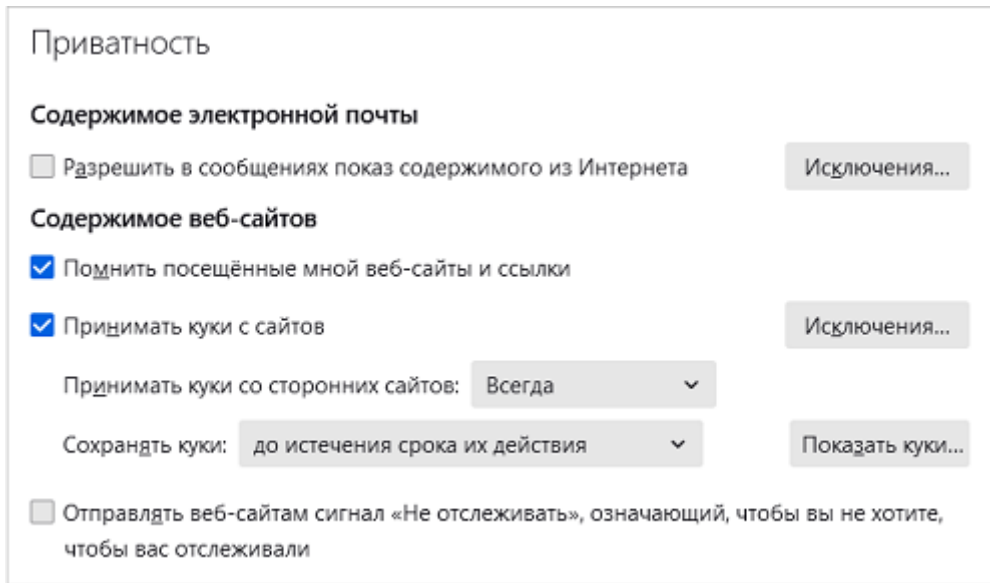 Приватность
Содержимое электронной почты
Разрешить в сообщениях показ содержимого из Интернета Исключения...
Содержимое веб-сайтов
Помнить посещённые мной веб-сайты и ссылки
Принимать куки с сайтов Исключения...
Принимать куки со сторонних сайтов: Всегда
Сохранять куки: до истечения срока их действия Показать куки...
Отправлять веб-сайтам сигнал «Не отслеживать», означающий, чтобы вы не хотите,
чтобы вас отслеживали